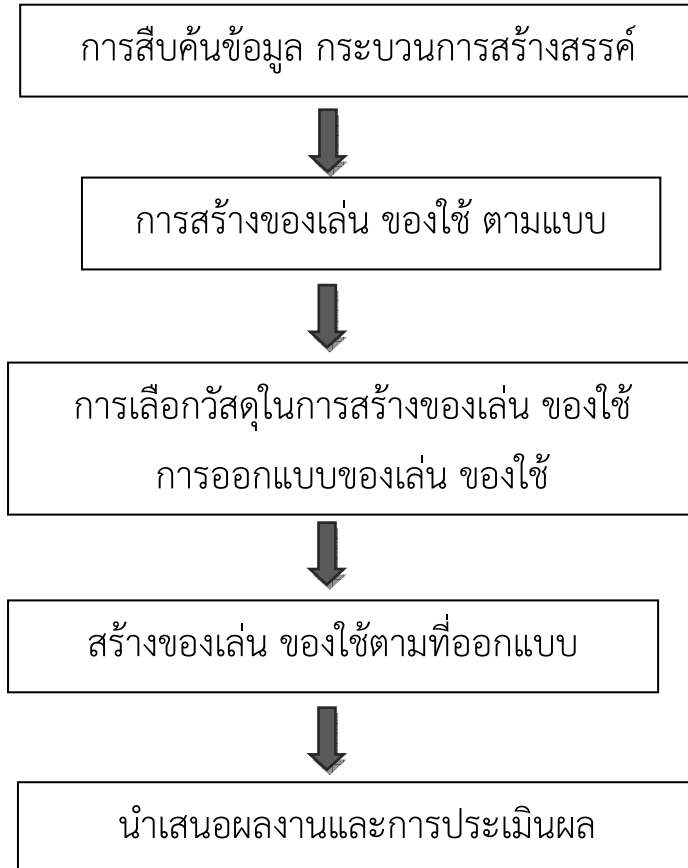 การสืบค้นข้อมูล กระบวนการสร้างสรรค์
การสร้างของเล่น ของใช้ ตามแบบ
การเลือกวัสดุในการสร้างของเล่น ของใช้
การออกแบบของเล่น ของใช้
สร้างของเล่น ของใช้ตามที่ออกแบบ
นำเสนอผลงานและการประเมินผล